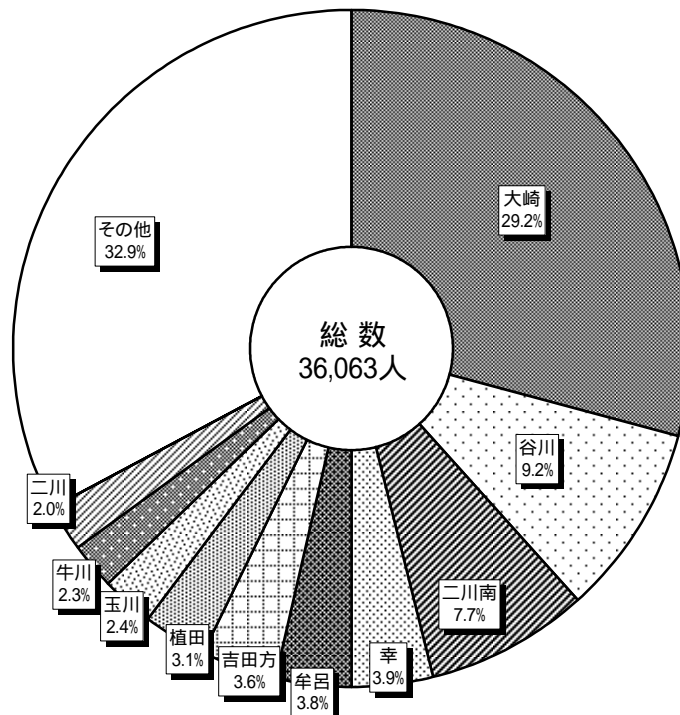 総数
36,063人
大崎
29.2%
谷川
9.2%
二川南
7.7%
幸
3.9%
牟呂
3.8%
吉田方
3.6%
植田
3.1%
玉川
2.4%
牛川
2.3%
二川
2.0%
その他
32.9%